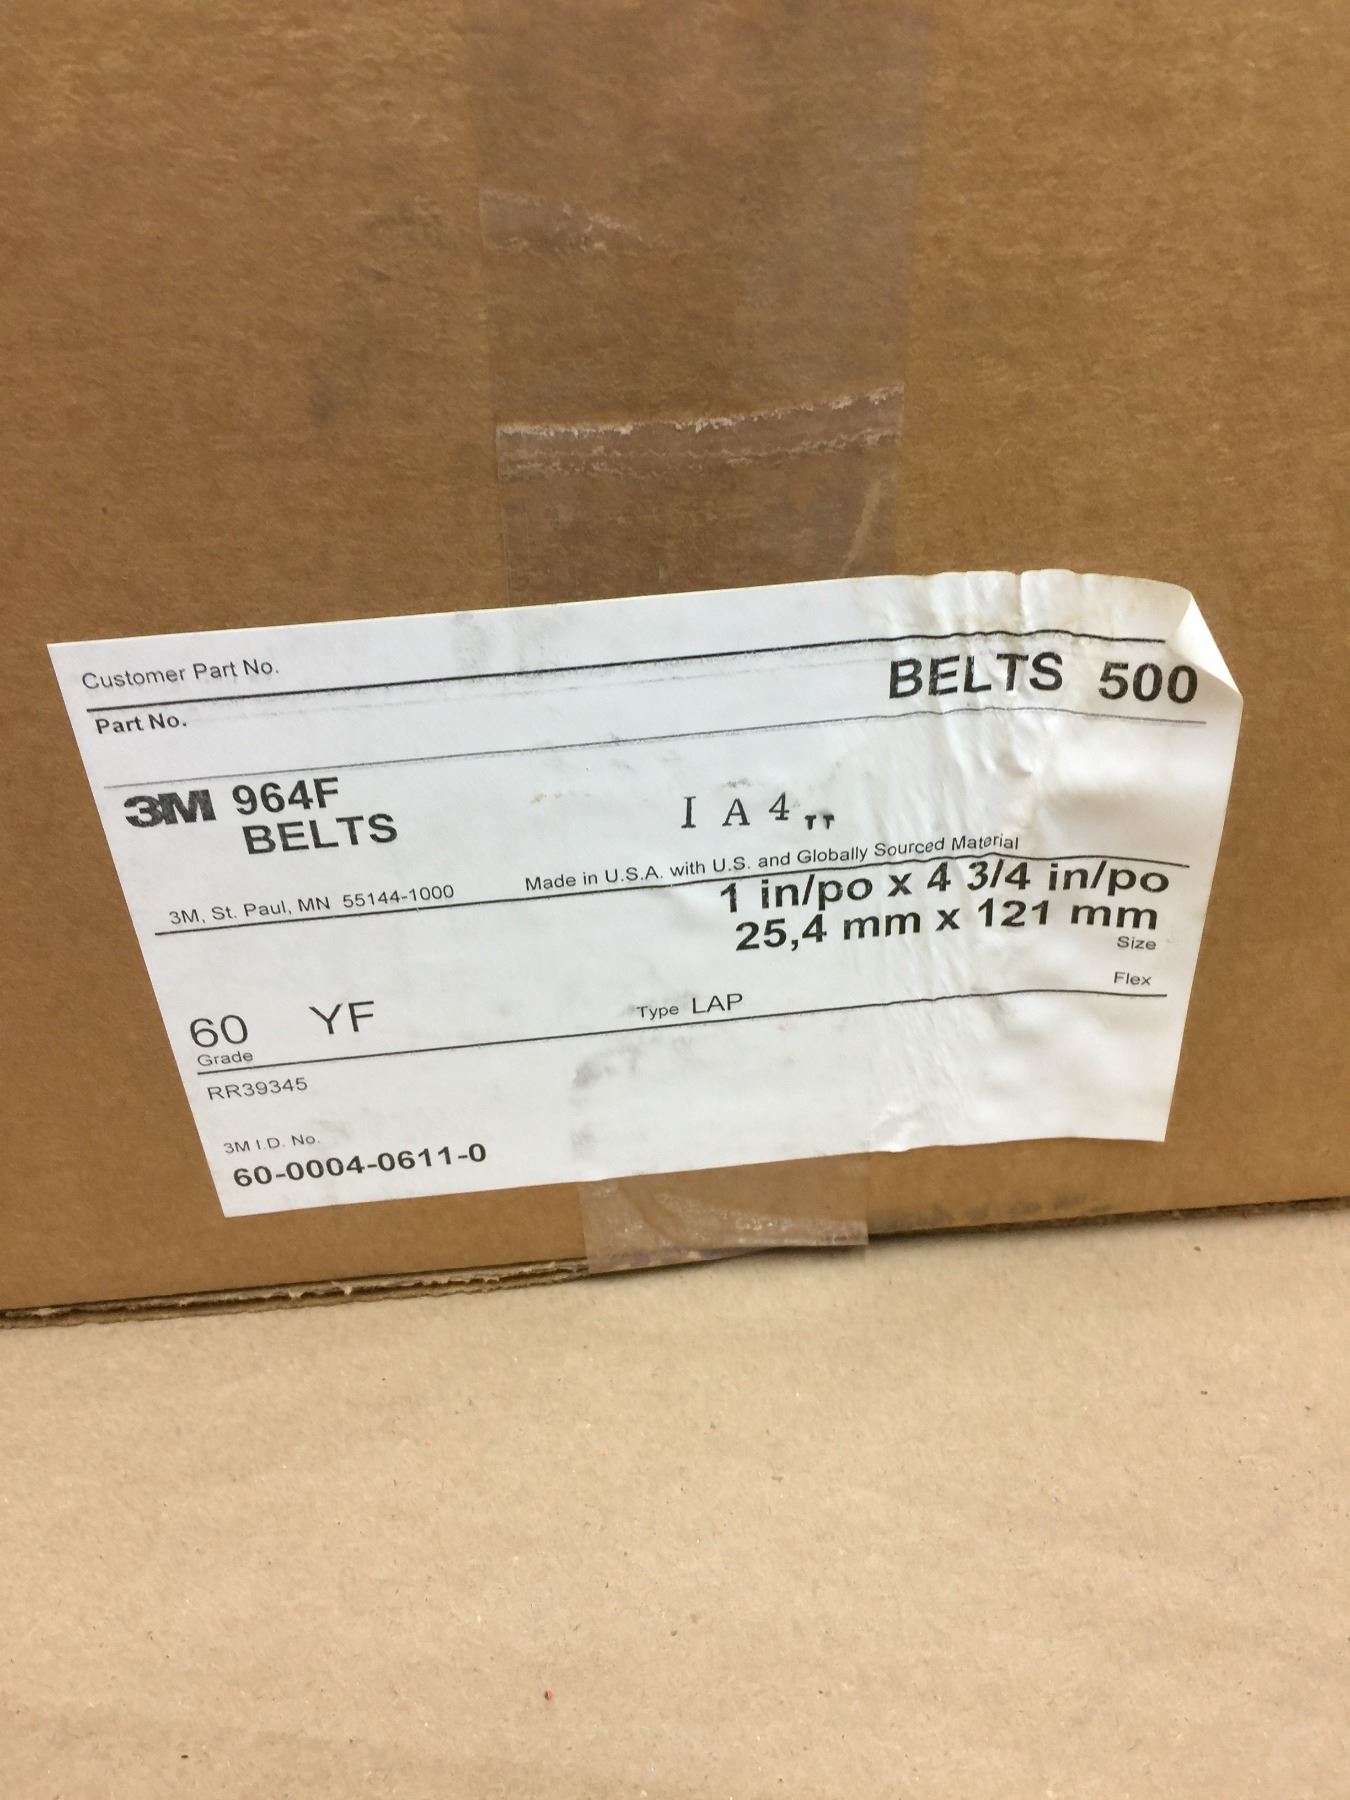 Customer Part No.
BELTS 500
Part No.
3M 964F
BELTS
I A 4 TT
3M, St. Paul, MN 55144-1000
Made in U.S.A. with U.S. and Globally Sourced Material
1 in/po x 4 3/4 in/po
25,4 mm x 121 mm
Size
Flex
60 YF
Grade
Type LAP
RR39345
3M I.D. No.
60-0004-0611-0